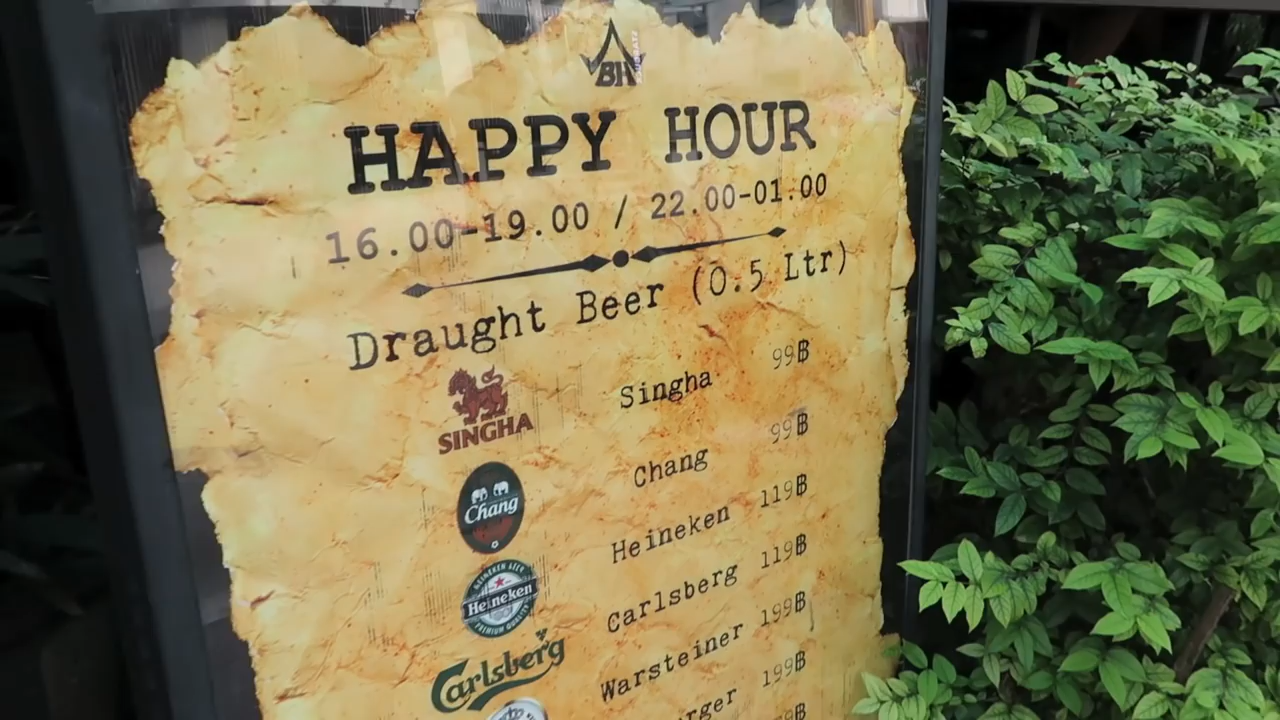 BH
HAPPY HOUR
16.00-19.00 / 22.00-01.00
Draught Beer (0.5 Ltr)
SINGHA Singha 99฿
Chang Chang 99฿
Heineken Heineken 119฿
Carlsberg Carlsberg 119฿
Warsteiner 199฿
199฿